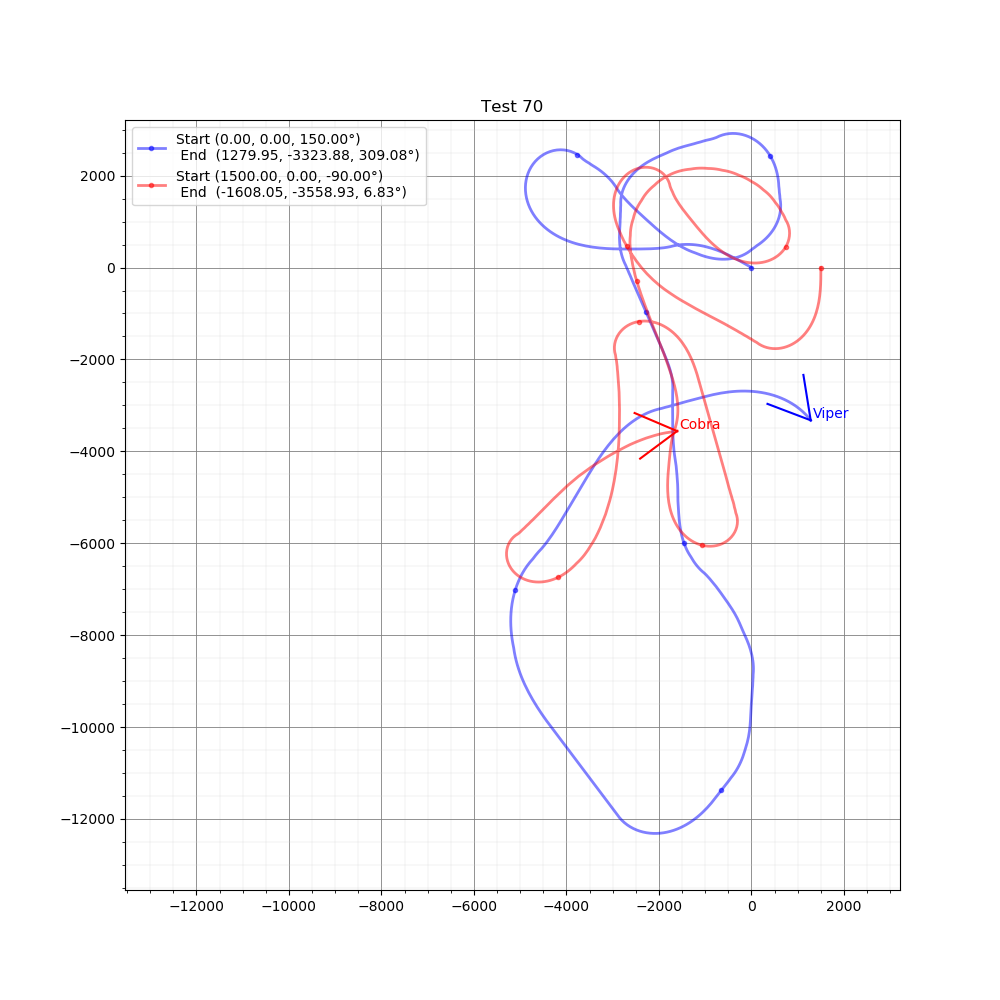 Test 70
Start (0.00, 0.00, 150.00°)
End  (1279.95, -3323.88, 309.08°)
Start (1500.00, 0.00, -90.00°)
End  (-1608.05, -3558.93, 6.83°)
2000
0
−2000
−4000
−6000
−8000
−10000
−12000
Viper
Cobra
−12000 −10000 −8000 −6000 −4000 −2000 0 2000